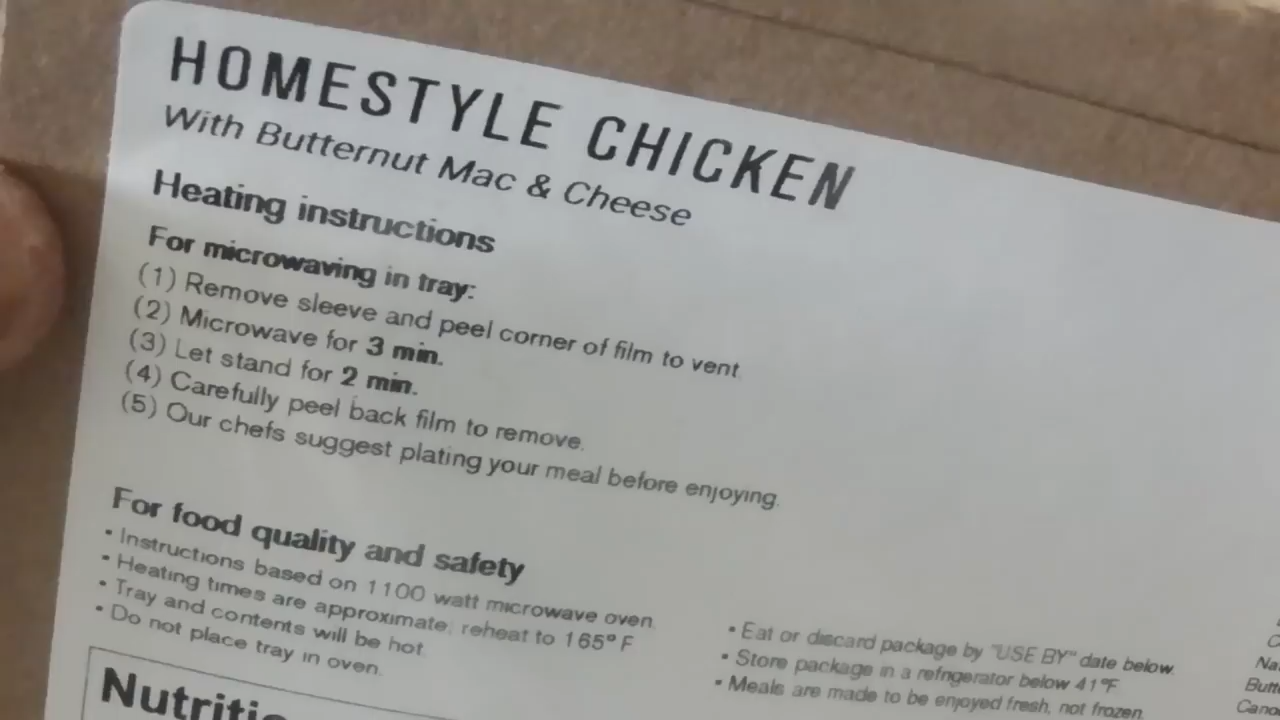 HOMESTYLE CHICKEN
With Butternut Mac & Cheese
Heating instructions
For microwaving in tray:
(1) Remove sleeve and peel corner of film to vent.
(2) Microwave for 3 min.
(3) Let stand for 2 min.
(4) Carefully peel back film to remove.
(5) Our chefs suggest plating your meal before enjoying.
For food quality and safety
• Instructions based on 1100 watt microwave oven.
• Heating times are approximate; reheat to 165° F
• Tray and contents will be hot.
• Do not place tray in oven.
• Eat or discard package by "USE BY" date below.
• Store package in a refrigerator below 41°F.
• Meals are made to be enjoyed fresh, not frozen.